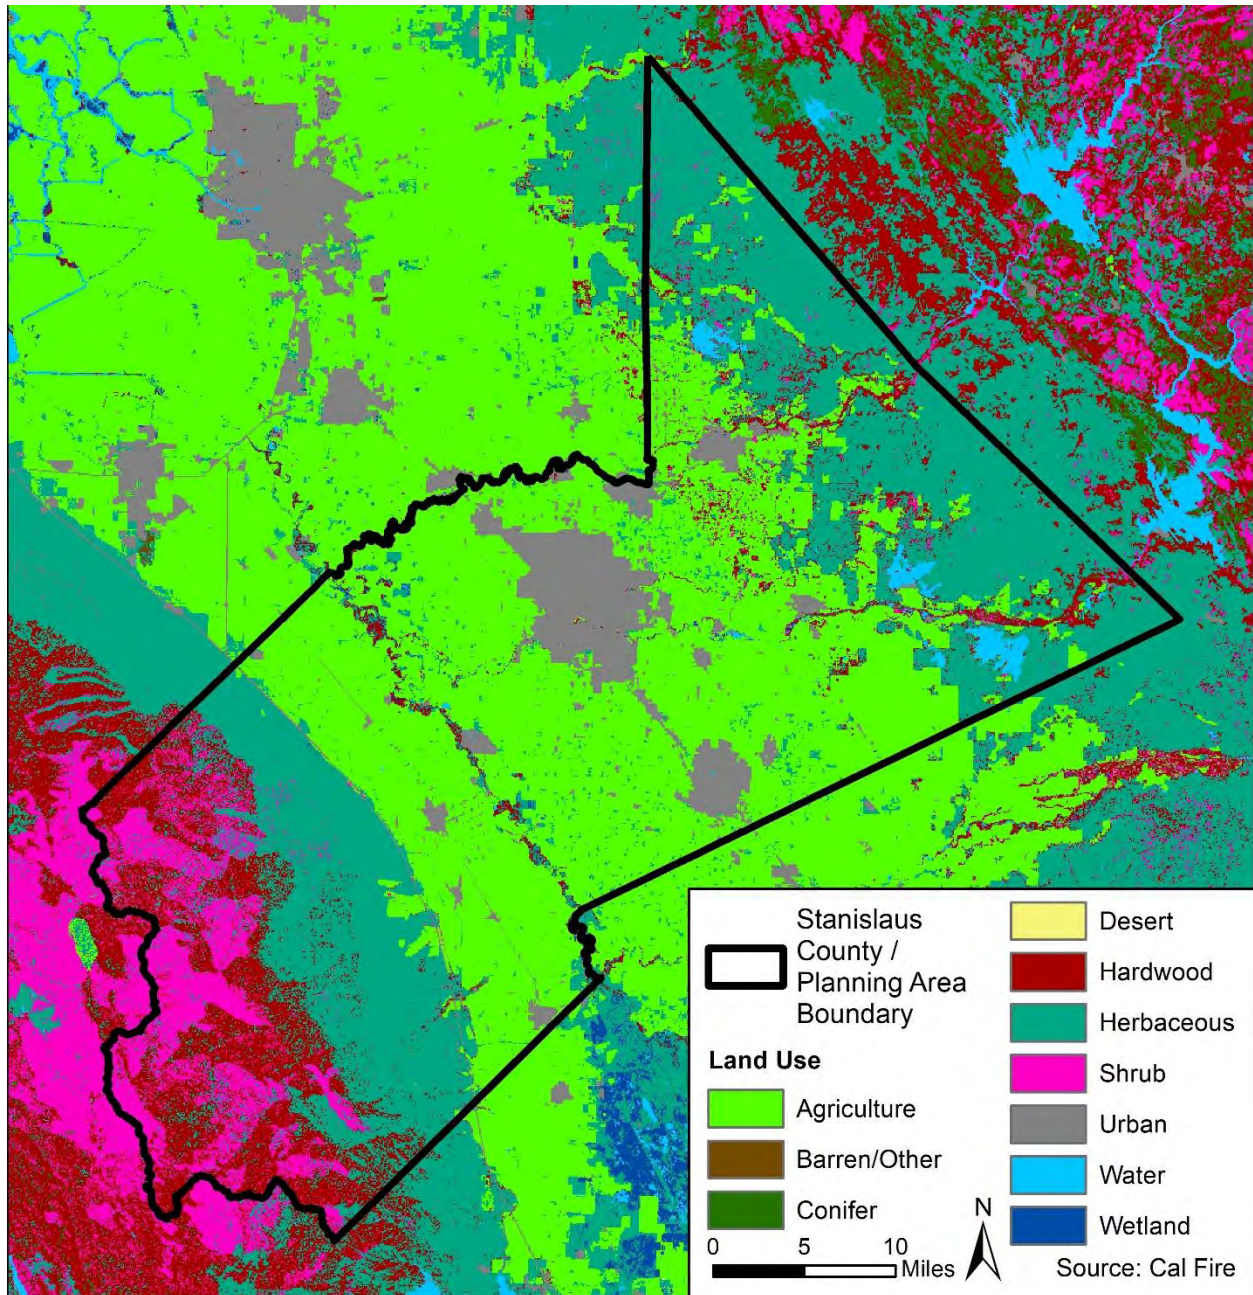 Stanislaus
County /
Planning Area
Boundary
Land Use
Agriculture
Barren/Other
Conifer
Desert
Hardwood
Herbaceous
Shrub
Urban
Water
Wetland
0 5 10
Miles
N
Source: Cal Fire